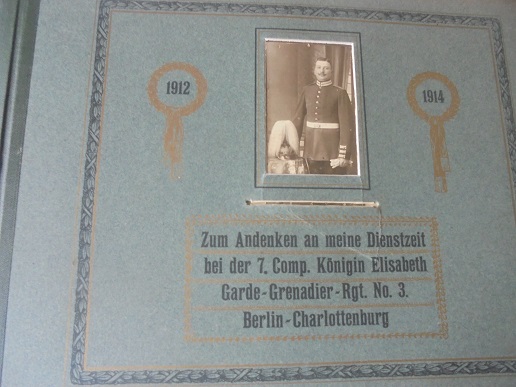 1912
1914
Zum Andenken an meine Dienstzeit
bei der 7. Comp. Königin Elisabeth
Garde-Grenadier-Rgt. No. 3.
Berlin-Charlottenburg